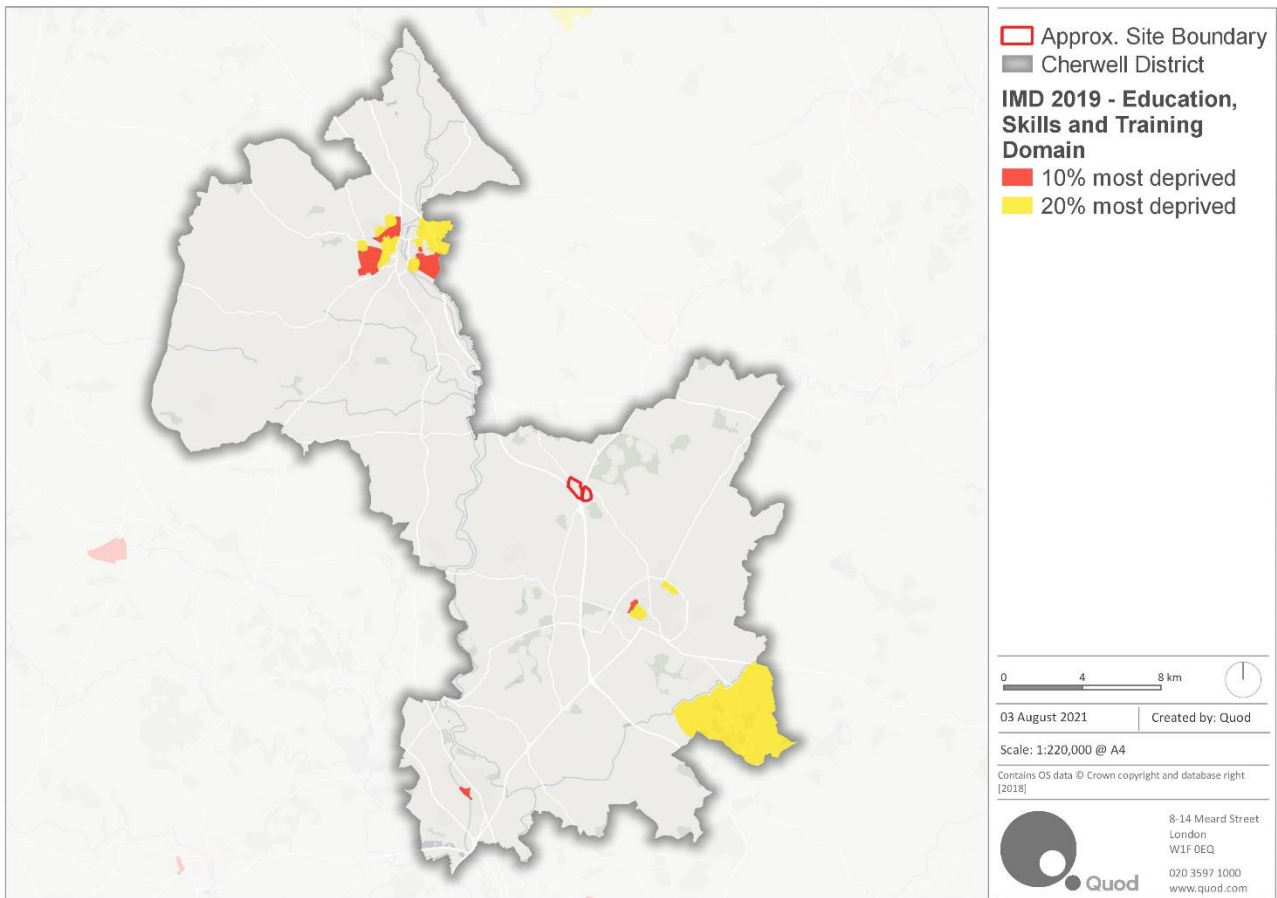 Approx. Site Boundary
Cherwell District
IMD 2019 - Education,
Skills and Training
Domain
10% most deprived
20% most deprived
0 4 8 km
03 August 2021 Created by: Quod
Scale: 1:220,000 @ A4
Contains OS data © Crown copyright and database right
[2018]
8-14 Meard Street
London
W1F 0EQ
020 3597 1000
www.quod.com
Quod